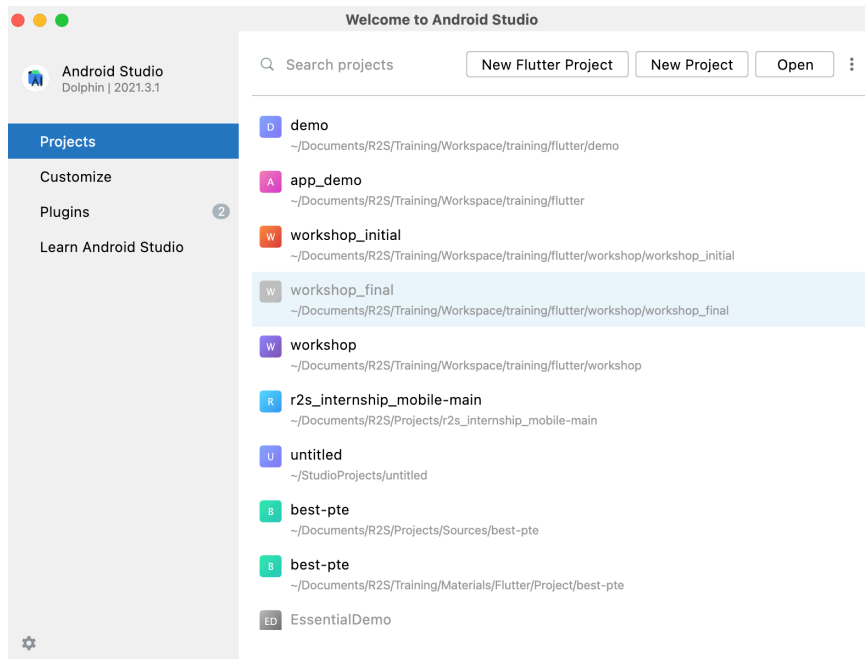 Welcome to Android Studio
Android Studio
Dolphin | 2021.3.1
Projects
Customize
Plugins 2
Learn Android Studio
Search projects New Flutter Project New Project Open
D demo
~/Documents/R2S/Training/Workspace/training/flutter/demo
A app_demo
~/Documents/R2S/Training/Workspace/training/flutter
W workshop_initial
~/Documents/R2S/Training/Workspace/training/flutter/workshop/workshop_initial
W workshop_final
~/Documents/R2S/Training/Workspace/training/flutter/workshop/workshop_final
W workshop
~/Documents/R2S/Training/Workspace/training/flutter/workshop
R r2s_internship_mobile-main
~/Documents/R2S/Projects/r2s_internship_mobile-main
U untitled
~/StudioProjects/untitled
B best-pte
~/Documents/R2S/Projects/Sources/best-pte
B best-pte
~/Documents/R2S/Training/Materials/Flutter/Project/best-pte
ED EssentialDemo